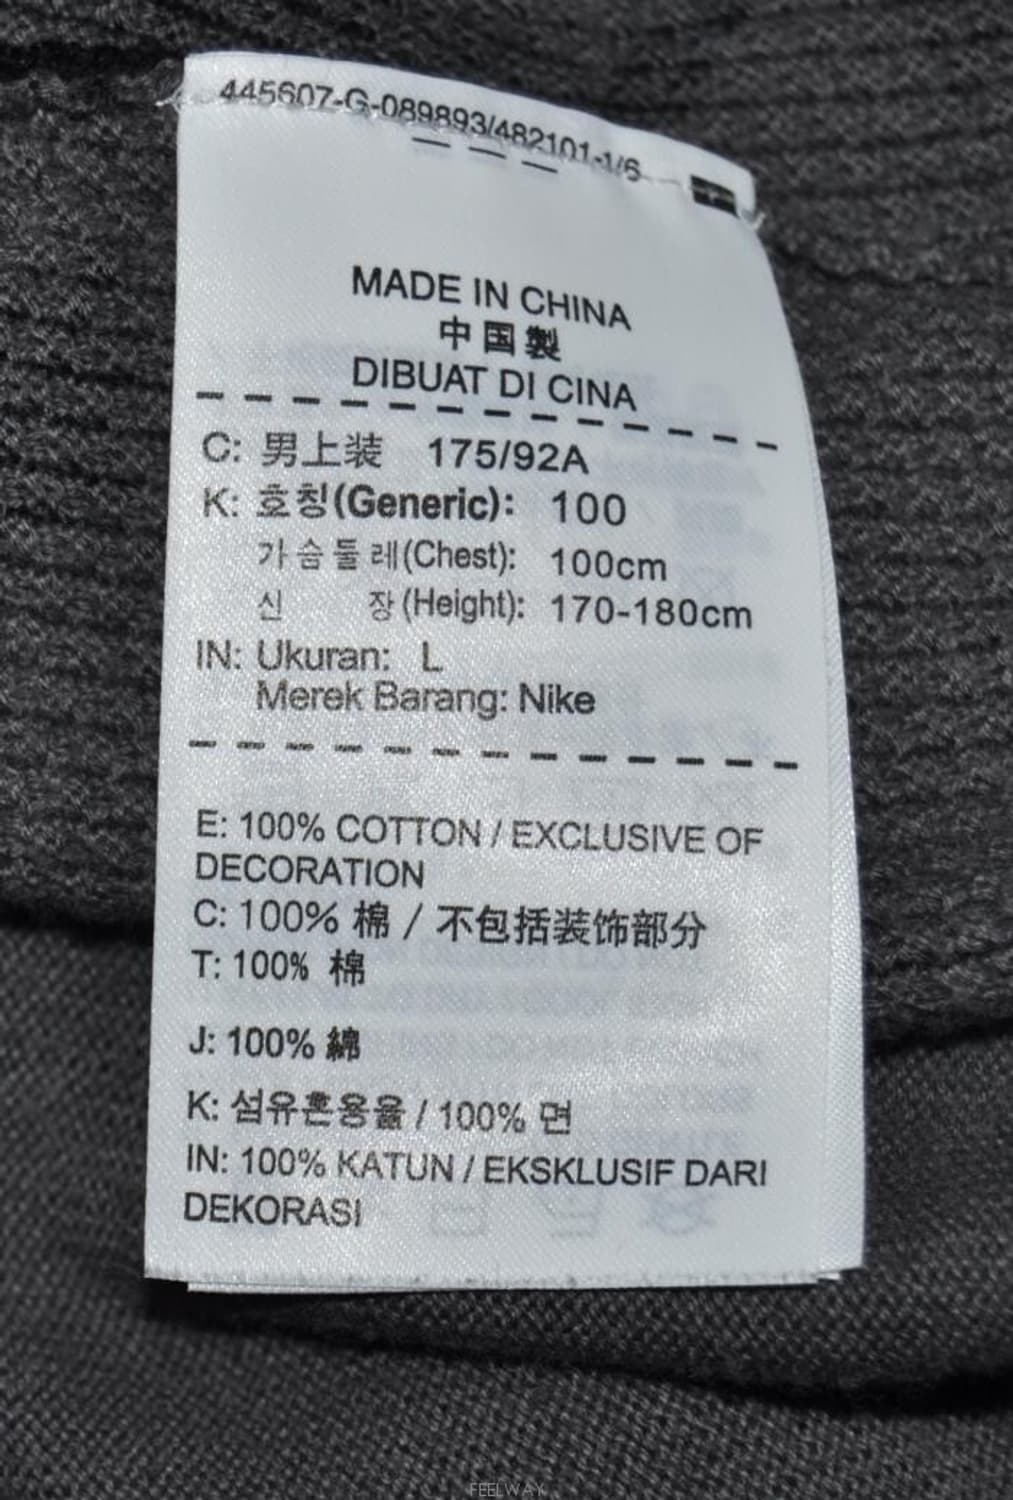 445607-G-089893/482101-1/6
MADE IN CHINA
中国製
DIBUAT DI CINA
C: 男上装 175/92A
K: 호칭(Generic): 100
가슴둘레(Chest): 100cm
신 장(Height): 170-180cm
IN: Ukuran: L
Merek Barang: Nike
E: 100% COTTON / EXCLUSIVE OF
DECORATION
C: 100% 棉 / 不包括装饰部分
T: 100% 棉
J: 100% 綿
K: 섬유혼용율 / 100% 면
IN: 100% KATUN / EKSKLUSIF DARI
DEKORASI
FEELWAY